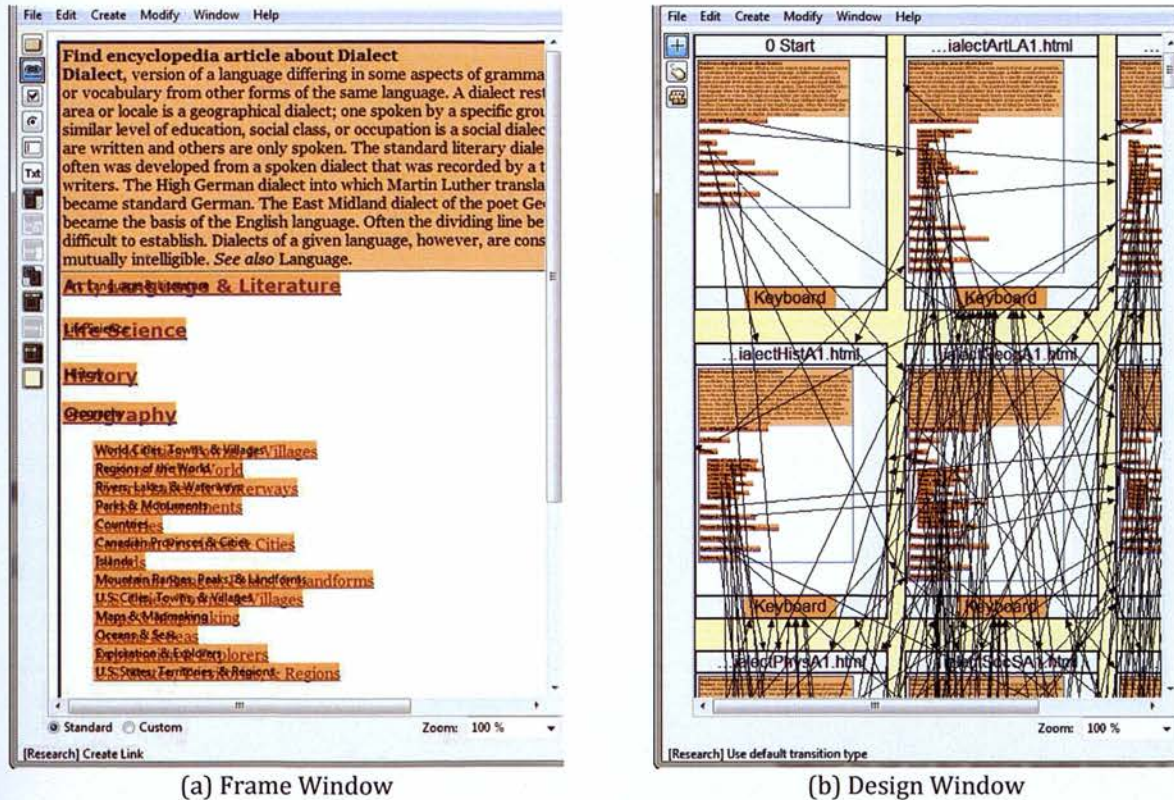 File Edit Create Modify Window Help
Find encyclopedia article about Dialect
Dialect, version of a language differing in some aspects of gramma
or vocabulary from other forms of the same language. A dialect rest
area or locale is a geographical dialect; one spoken by a specific grou
similar level of education, social class, or occupation is a social dialec
are written and others are only spoken. The standard literary diale
often was developed from a spoken dialect that was recorded by a t
writers. The High German dialect into which Martin Luther transla
became standard German. The East Midland dialect of the poet Geo
became the basis of the English language. Often the dividing line be
difficult to establish. Dialects of a given language, however, are cons
mutually intelligible. See also Language.
Art, Language & Literature
Life Science
History
Geography
World Cities, Towns, & Villages
Regions of the World
Rivers, Lakes, & Waterways
Parks & Monuments
Countries
Canadian Provinces & Cities
Islands
Mountain Ranges, Peaks, & Landforms
U.S. Cities, Towns, & Villages
Maps & Mapmaking
Oceans & Seas
Exploration & Explorers
U.S. States, Territories, & Regions
Txt
Standard Custom Zoom: 100 %
[Research] Create Link
(a) Frame Window
File Edit Create Modify Window Help
0 Start ...ialectArtLA1.html
Keyboard Keyboard
...ialectHistA1.html ...ialectGeogA1.html
Keyboard Keyboard
...ialectPhysA1.html ...ialectSocSA1.html
Zoom: 100 %
[Research] Use default transition type
(b) Design Window